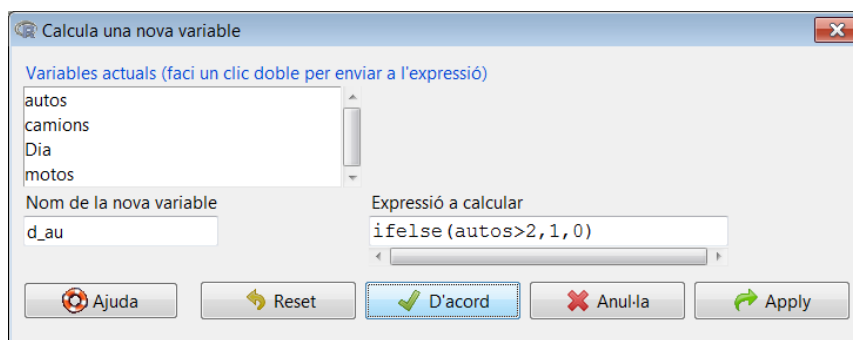 Calcula una nova variable
Variables actuals (faci un clic doble per enviar a l'expressió)
autos
camions
Dia
motos
Nom de la nova variable
Expressió a calcular
d_au
ifelse(autos>2,1,0)
Ajuda
Reset
D'acord
Anul·la
Apply